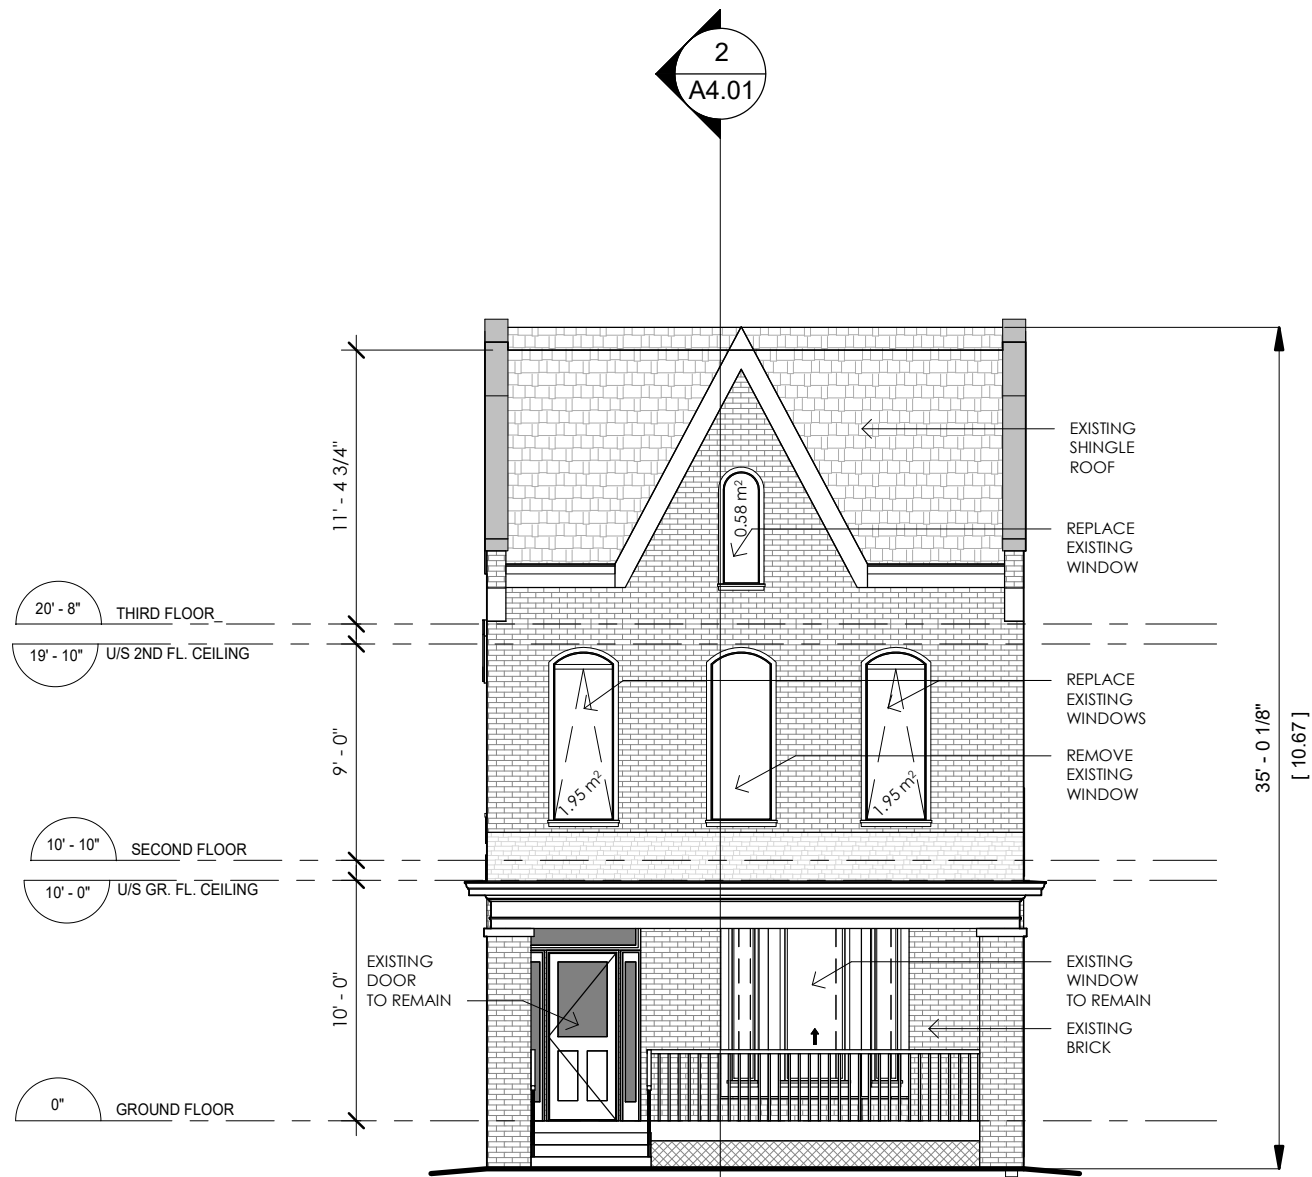 2
A4.01
EXISTING
SHINGLE
ROOF
11' - 4 3/4"
0.58 m²
REPLACE
EXISTING
WINDOW
20' - 8"
THIRD FLOOR
19' - 10"
U/S 2ND FL. CEILING
REPLACE
EXISTING
WINDOWS
9' - 0"
1.95 m²
1.95 m²
REMOVE
EXISTING
WINDOW
35' - 0 1/8"
[ 10.67 ]
10' - 10"
SECOND FLOOR
10' - 0"
U/S GR. FL. CEILING
EXISTING
DOOR
TO REMAIN
EXISTING
WINDOW
TO REMAIN
10' - 0"
EXISTING
BRICK
0"
GROUND FLOOR